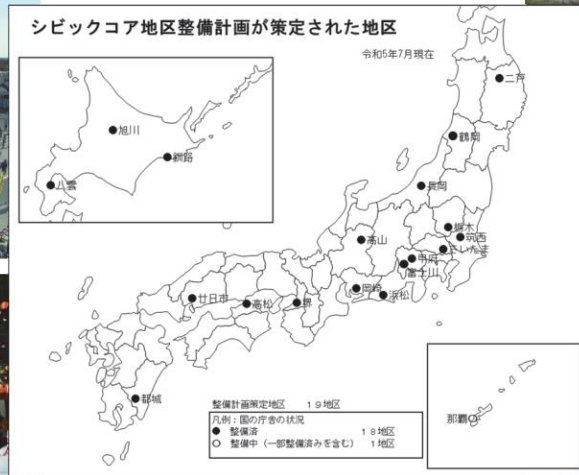 シビックコア地区整備計画が策定された地区
令和5年7月現在
旭川
釧路
八雲
二戸
鶴岡
長岡
栃木
筑西
さいたま
高山
甲府
富士川
岡崎
浜松
廿日市
高松
堺
都城
那覇
整備計画策定地区 19地区
凡例：国の庁舎の状況
● 整備済 18地区
○ 整備中（一部整備済みを含む） 1地区